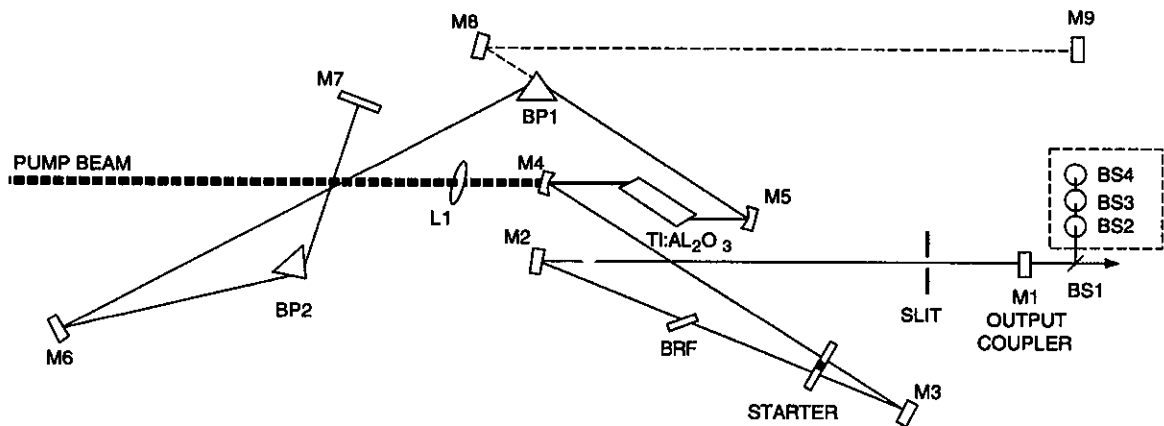 M8
M9
M7
BP1
PUMP BEAM
M4
BS4
M5
BS3
L1
TI:AL₂O₃
BS2
M2
BP2
SLIT
M1
BS1
OUTPUT
COUPLER
M6
BRF
M3
STARTER